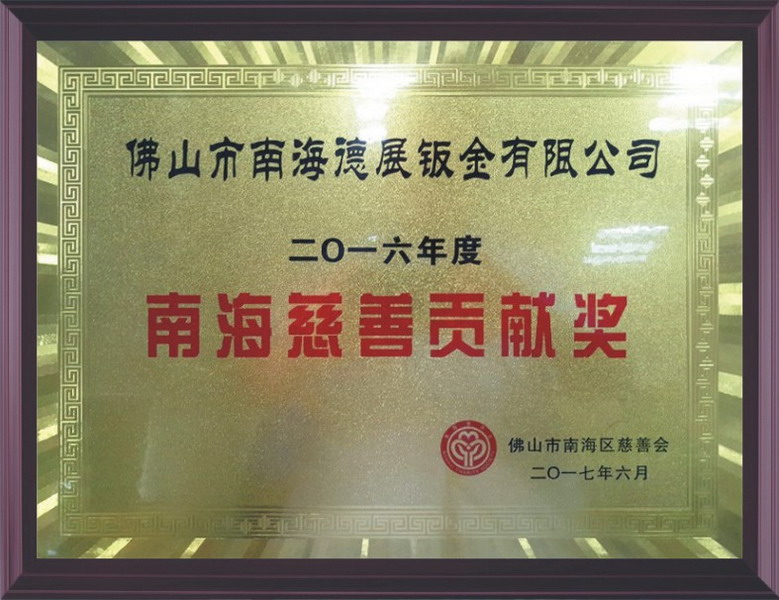 佛山市南海德展钣金有限公司
二〇一六年度
南海慈善贡献奖
佛山市南海区慈善会
二〇一七年六月